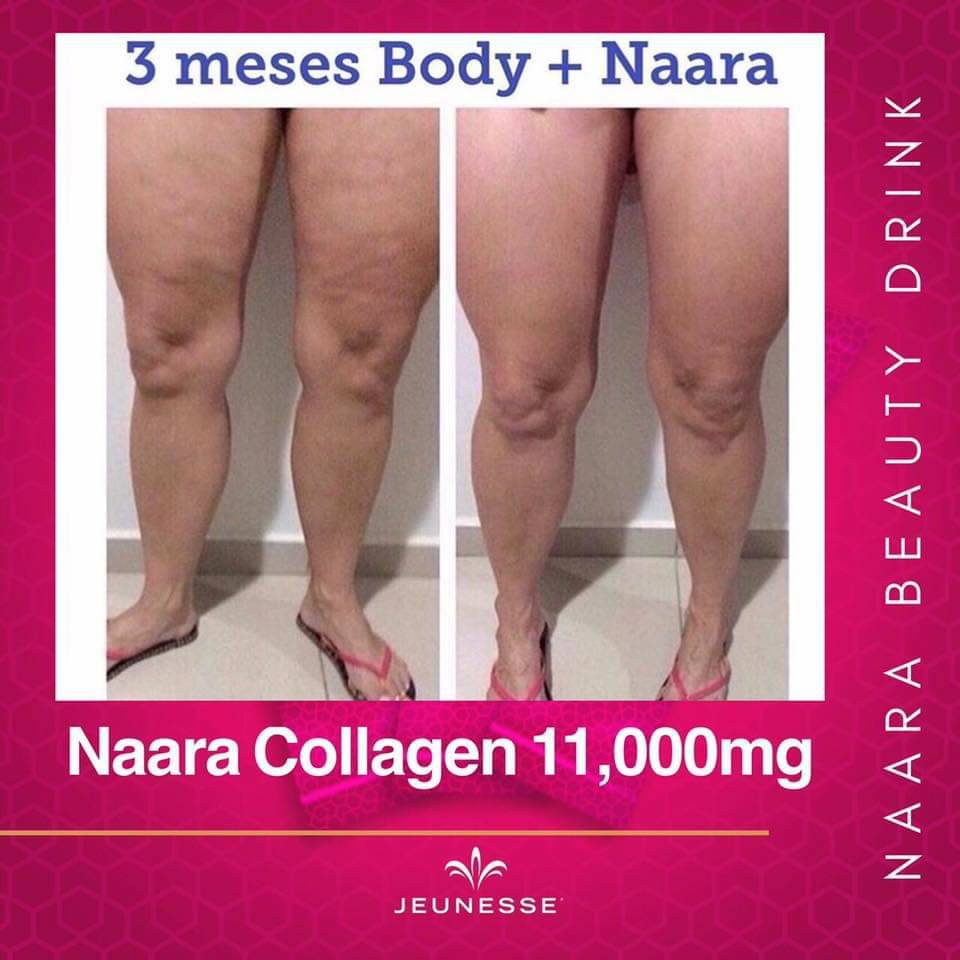 3 meses Body + Naara
Naara Collagen 11,000mg
JEUNESSE
NAARA BEAUTY DRINK